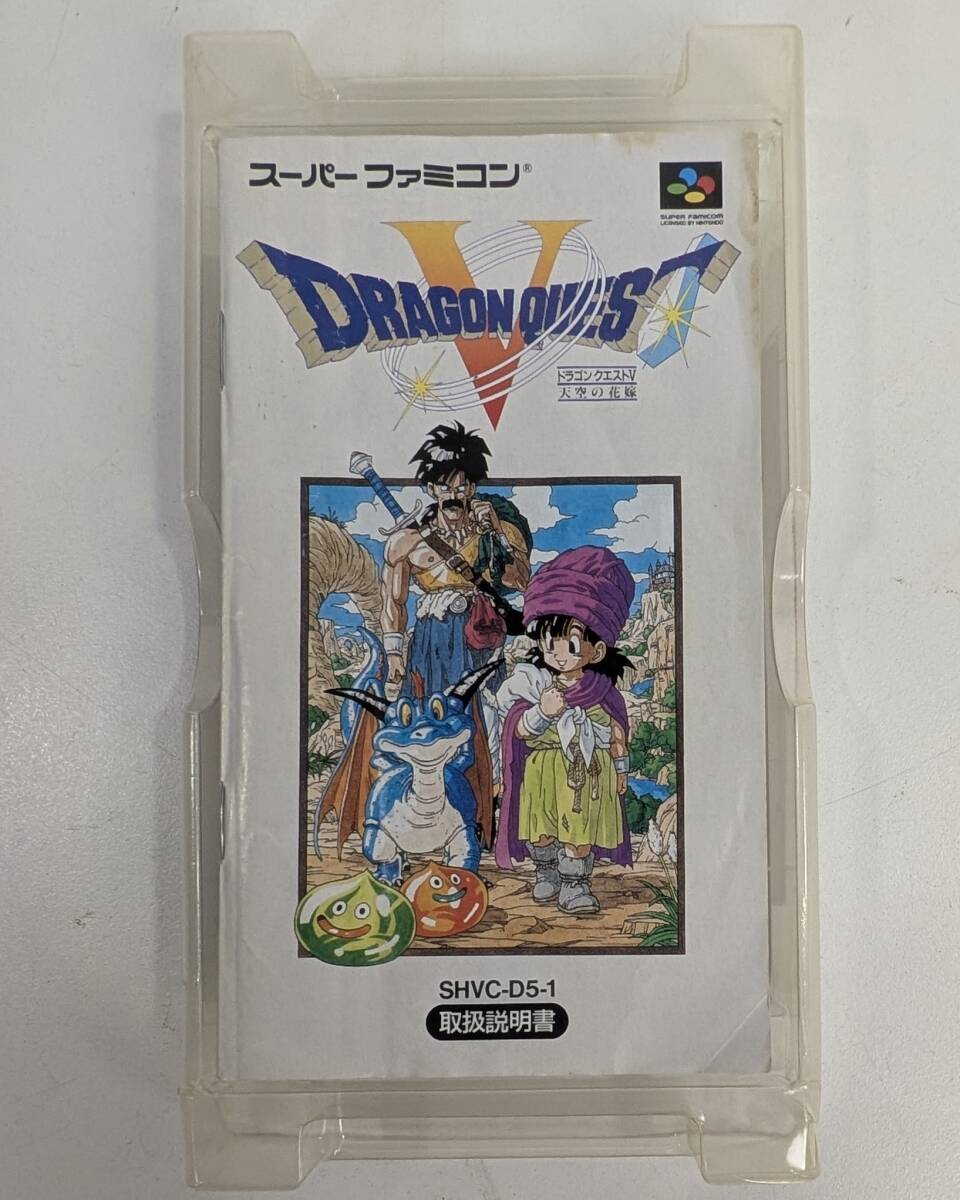 スーパーファミコン®
SUPER FAMICOM
LICENSED BY NINTENDO
DRAGON QUEST
V
ドラゴンクエストV
天空の花嫁
SHVC-D5-1
取扱説明書